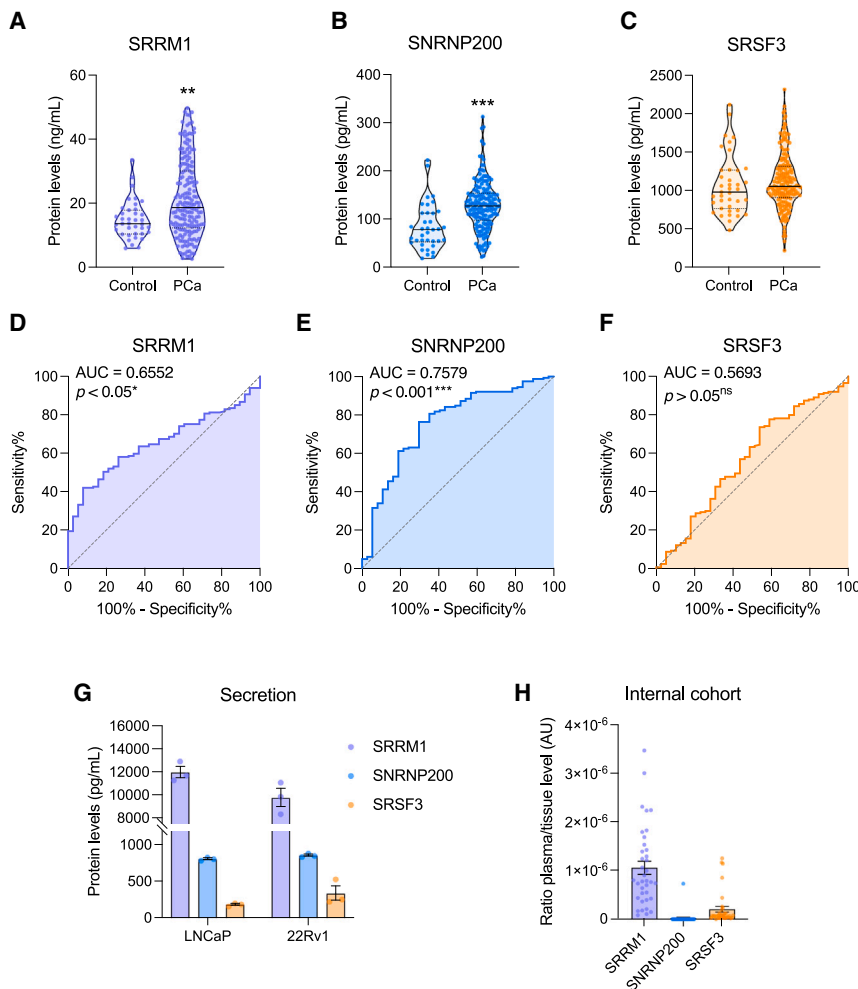 A
SRRM1
Protein levels (ng/mL)
60
40
20
0
**
Control
PCa
B
SNRNP200
Protein levels (pg/mL)
400
300
200
100
0
***
Control
PCa
C
SRSF3
Protein levels (pg/mL)
2500
2000
1500
1000
500
0
Control
PCa
D
SRRM1
AUC = 0.6552
p < 0.05*
Sensitivity%
100
80
60
40
20
0
0 20 40 60 80 100
100% - Specificity%
E
SNRNP200
AUC = 0.7579
p < 0.001***
Sensitivity%
100
80
60
40
20
0
0 20 40 60 80 100
100% - Specificity%
F
SRSF3
AUC = 0.5693
p > 0.05ns
Sensitivity%
100
80
60
40
20
0
0 20 40 60 80 100
100% - Specificity%
G
Secretion
Protein levels (pg/mL)
16000
14000
12000
10000
8000
1000
500
0
LNCaP
22Rv1
SRRM1
SNRNP200
SRSF3
H
Internal cohort
Ratio plasma/tissue level (AU)
4×10⁻⁶
3×10⁻⁶
2×10⁻⁶
1×10⁻⁶
0
SRRM1
SNRNP200
SRSF3